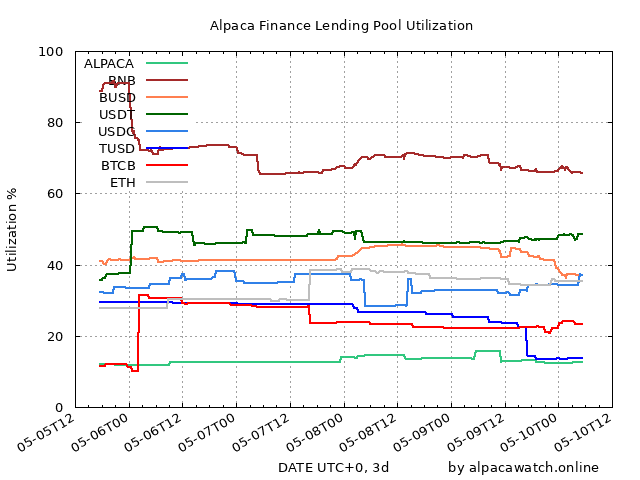 Alpaca Finance Lending Pool Utilization
Utilization %
100
80
60
40
20
0
ALPACA
BNB
BUSD
USDT
USDC
TUSD
BTCB
ETH
05-05T12
05-06T00
05-06T12
05-07T00
05-07T12
05-08T00
05-08T12
05-09T00
05-09T12
05-10T00
05-10T12
DATE UTC+0, 3d
by alpacawatch.online